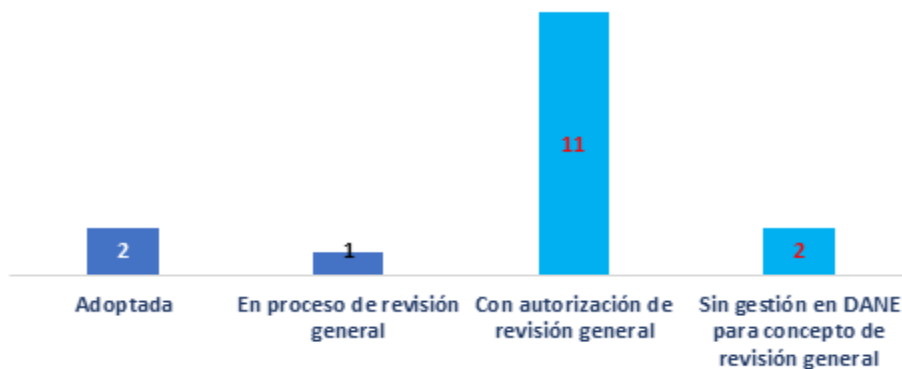 2
1
11
2
Adoptada
En proceso de revisión
general
Con autorización de
revisión general
Sin gestión en DANE
para concepto de
revisión general